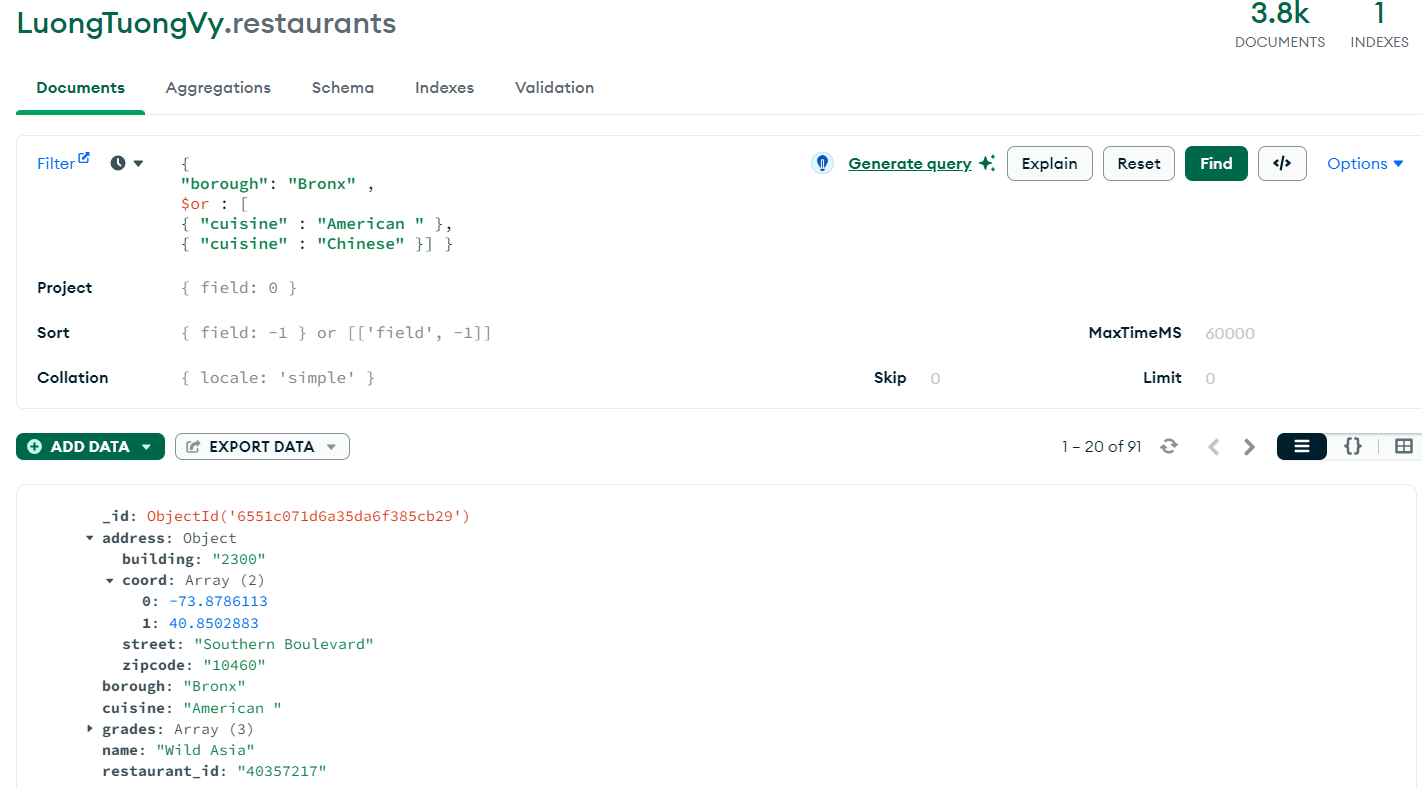 LuongTuongVy.restaurants
3.8k
DOCUMENTS
1
INDEXES
Documents Aggregations Schema Indexes Validation
Filter
{
"borough": "Bronx" ,
$or : [
{ "cuisine" : "American " },
{ "cuisine" : "Chinese" }] }
Generate query
Explain
Reset
Find
</>
Options
Project { field: 0 }
Sort { field: -1 } or [['field', -1]]
MaxTimeMS 60000
Collation { locale: 'simple' }
Skip 0
Limit 0
ADD DATA
EXPORT DATA
1 – 20 of 91
{}
_id: ObjectId('6551c071d6a35da6f385cb29')
address: Object
building: "2300"
coord: Array (2)
0: -73.8786113
1: 40.8502883
street: "Southern Boulevard"
zipcode: "10460"
borough: "Bronx"
cuisine: "American "
grades: Array (3)
name: "Wild Asia"
restaurant_id: "40357217"